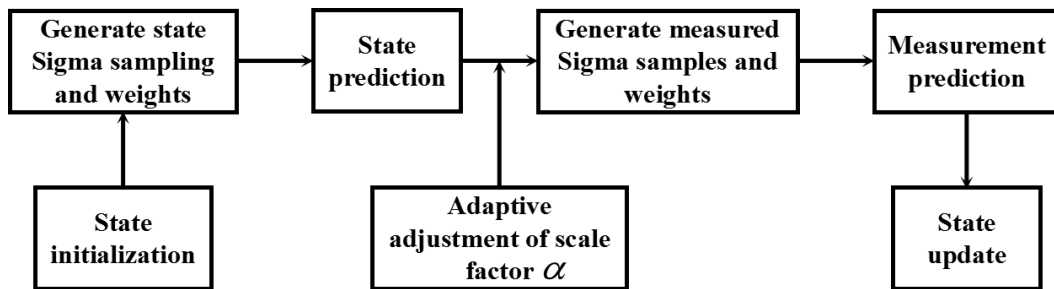 Generate state
Sigma sampling
and weights
State
prediction
Generate measured
Sigma samples and
weights
Measurement
prediction
State
initialization
Adaptive
adjustment of scale
factor α
State
update